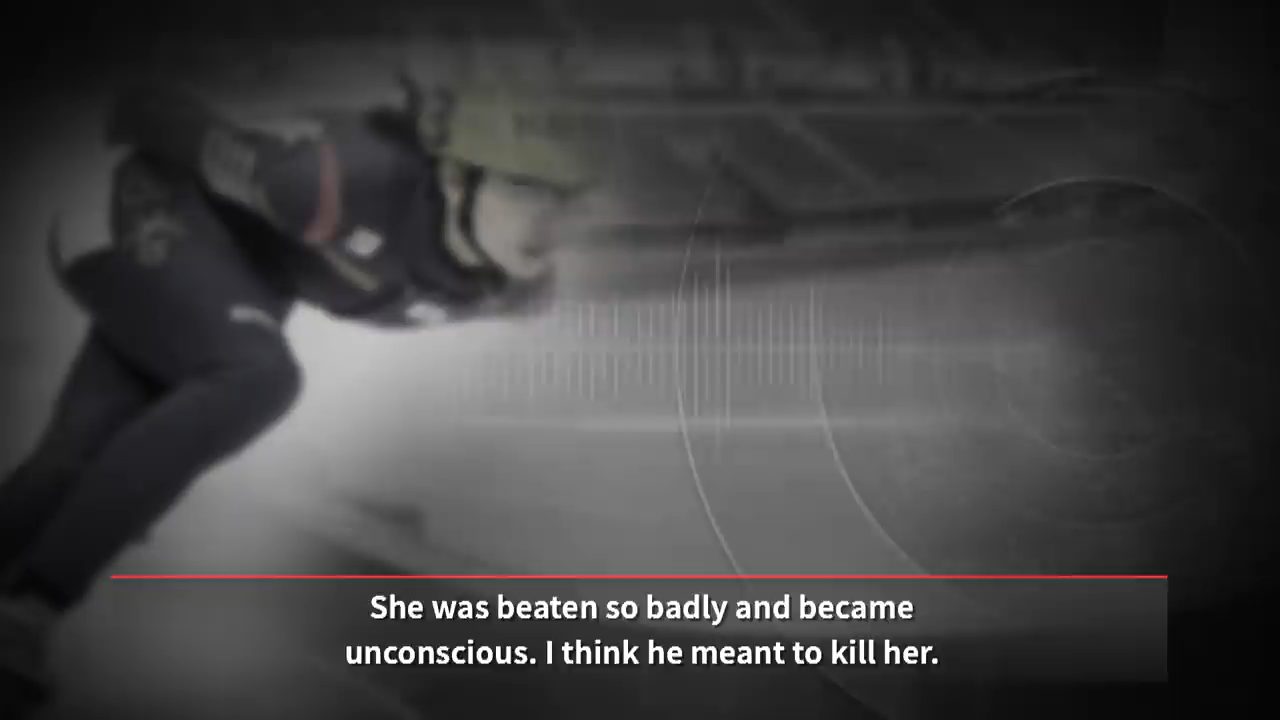 She was beaten so badly and became
unconscious. I think he meant to kill her.